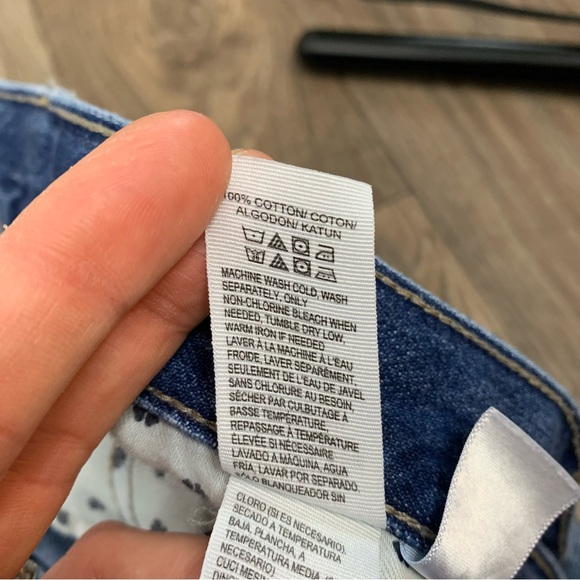 100% COTTON/ COTON/
ALGODON/ KATUN
MACHINE WASH COLD, WASH
SEPARATELY, ONLY
NON-CHLORINE BLEACH WHEN
NEEDED, TUMBLE DRY LOW,
WARM IRON IF NEEDED
LAVER À LA MACHINE À L'EAU
FROIDE, LAVER SÉPARÉMENT,
SEULEMENT DE L'EAU DE JAVEL
SANS CHLORURE AU BESOIN,
SÉCHER PAR CULBUTAGE À
BASSE TEMPÉRATURE
REPASSAGE À TEMPÉRATURE
ÉLEVÉE SI NÉCESSAIRE
LAVADO A MÁQUINA, AGUA
FRÍA, LAVAR POR SEPARADO,
SÓLO BLANQUEADOR SIN
CLORO (SI ES NECESARIO).
SECADO A TEMPERATURA
BAJA, PLANCHA, A
TEMPERATURA MEDIA, (
NECESARIO)
CUCI MESIN